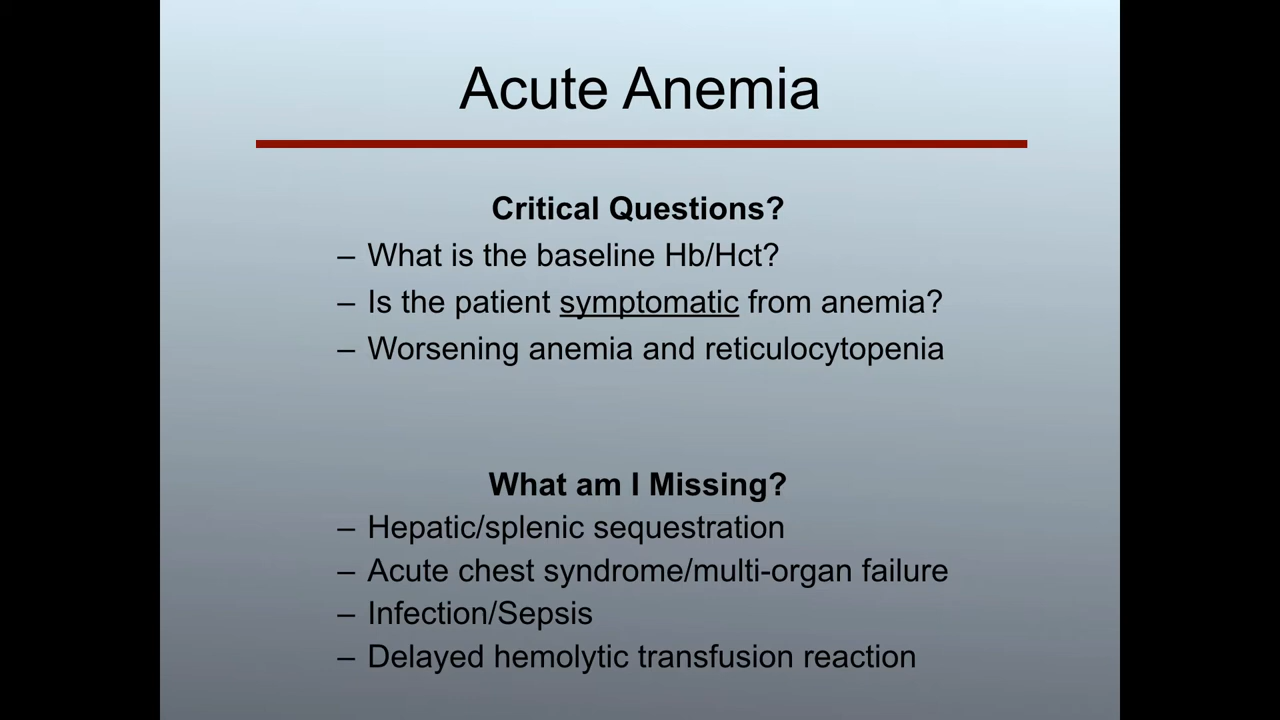 Acute Anemia
Critical Questions?
– What is the baseline Hb/Hct?
– Is the patient symptomatic from anemia?
– Worsening anemia and reticulocytopenia
What am I Missing?
– Hepatic/splenic sequestration
– Acute chest syndrome/multi-organ failure
– Infection/Sepsis
– Delayed hemolytic transfusion reaction